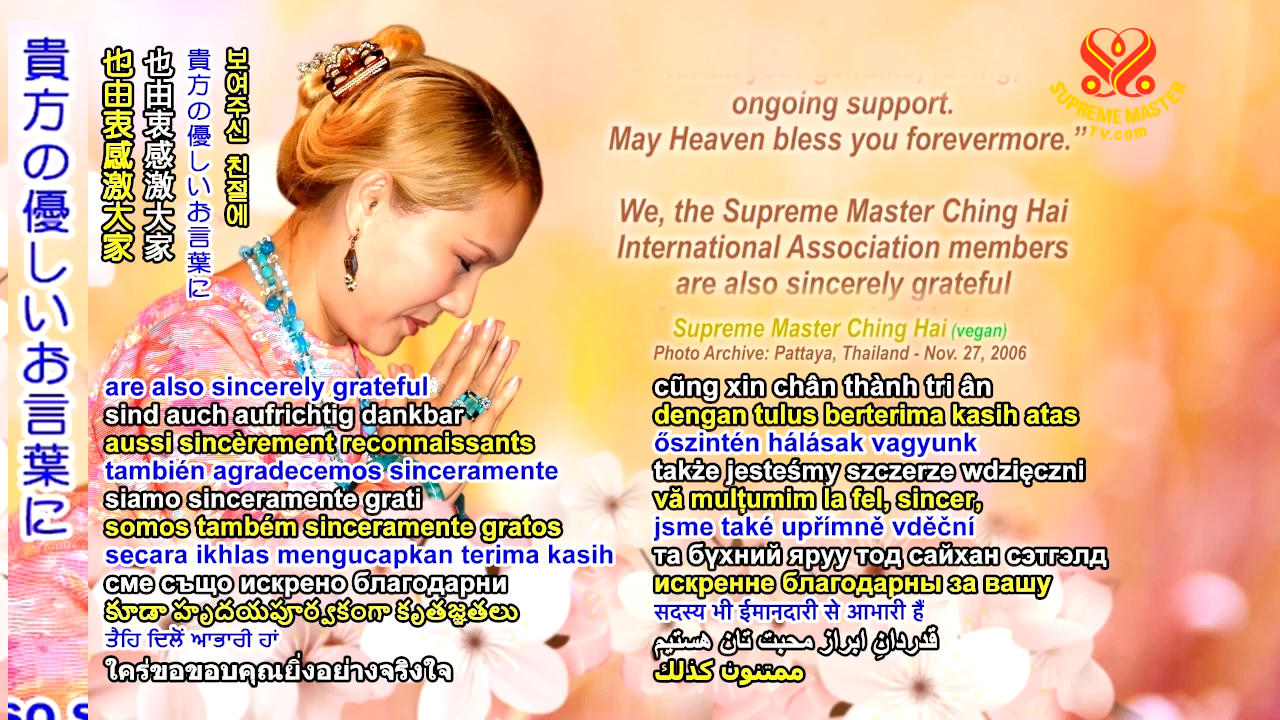 貴方の優しいお言葉に
也由衷感激大家
也由衷感激大家
貴方の優しいお言葉に
보여주신 친절에
ongoing support.
May Heaven bless you forevermore.”
We, the Supreme Master Ching Hai
International Association members
are also sincerely grateful
Supreme Master Ching Hai (vegan)
Photo Archive: Pattaya, Thailand - Nov. 27, 2006
SUPREME MASTER
TV.com
are also sincerely grateful
sind auch aufrichtig dankbar
aussi sincèrement reconnaissants
también agradecemos sinceramente
siamo sinceramente grati
somos também sinceramente gratos
secara ikhlas mengucapkan terima kasih
сме също искрено благодарни
కూడా హృదయపూర్వకంగా కృతజ్ఞతలు
ਤੈਹਿ ਦਿਲੋਂ ਆਭਾਰੀ ਹਾਂ
ใคร่ขอขอบคุณยิ่งอย่างจริงใจ
cũng xin chân thành tri ân
dengan tulus berterima kasih atas
őszintén hálásak vagyunk
także jesteśmy szczerze wdzięczni
vă mulțumim la fel, sincer,
jsme také upřímně vděční
та бүхний яруу тод сайхан сэтгэлд
искренне благодарны за вашу
सदस्य भी ईमानदारी से आभारी हैं
قدردانِ ابراز محبت تان هستیم
ممتنون كذلك
so s